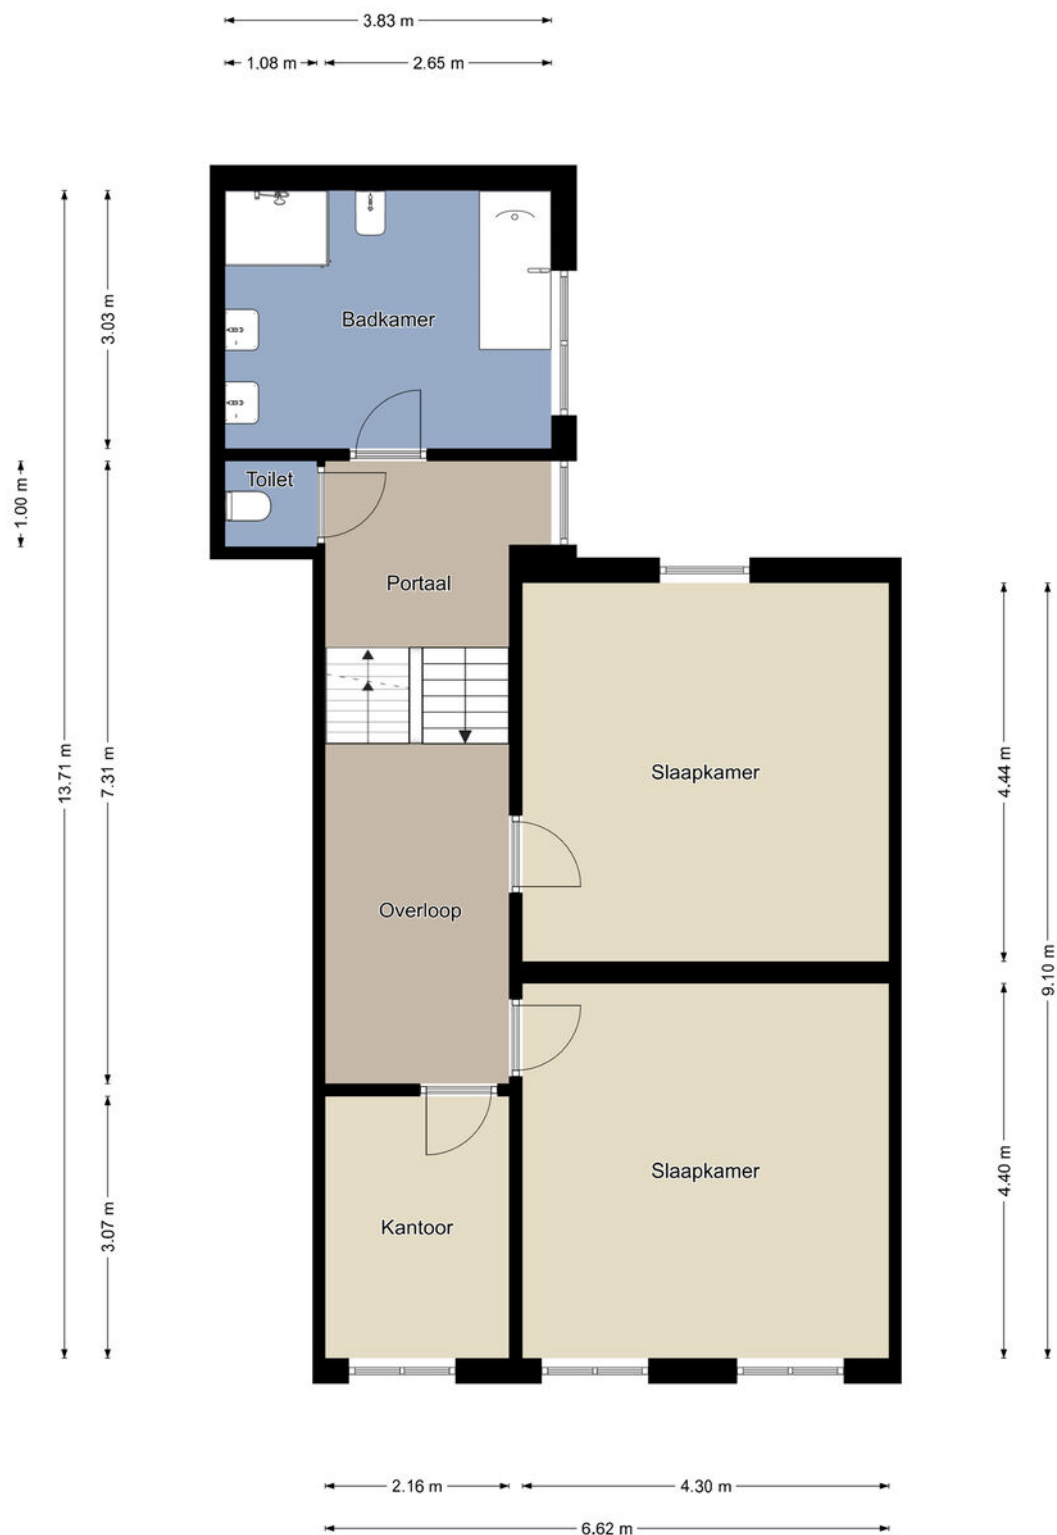 3.83 m
1.08 m
2.65 m
Badkamer
3.03 m
Toilet
1.00 m
Portaal
13.71 m
7.31 m
Slaapkamer
4.44 m
Overloop
9.10 m
Slaapkamer
4.40 m
Kantoor
3.07 m
2.16 m
4.30 m
6.62 m